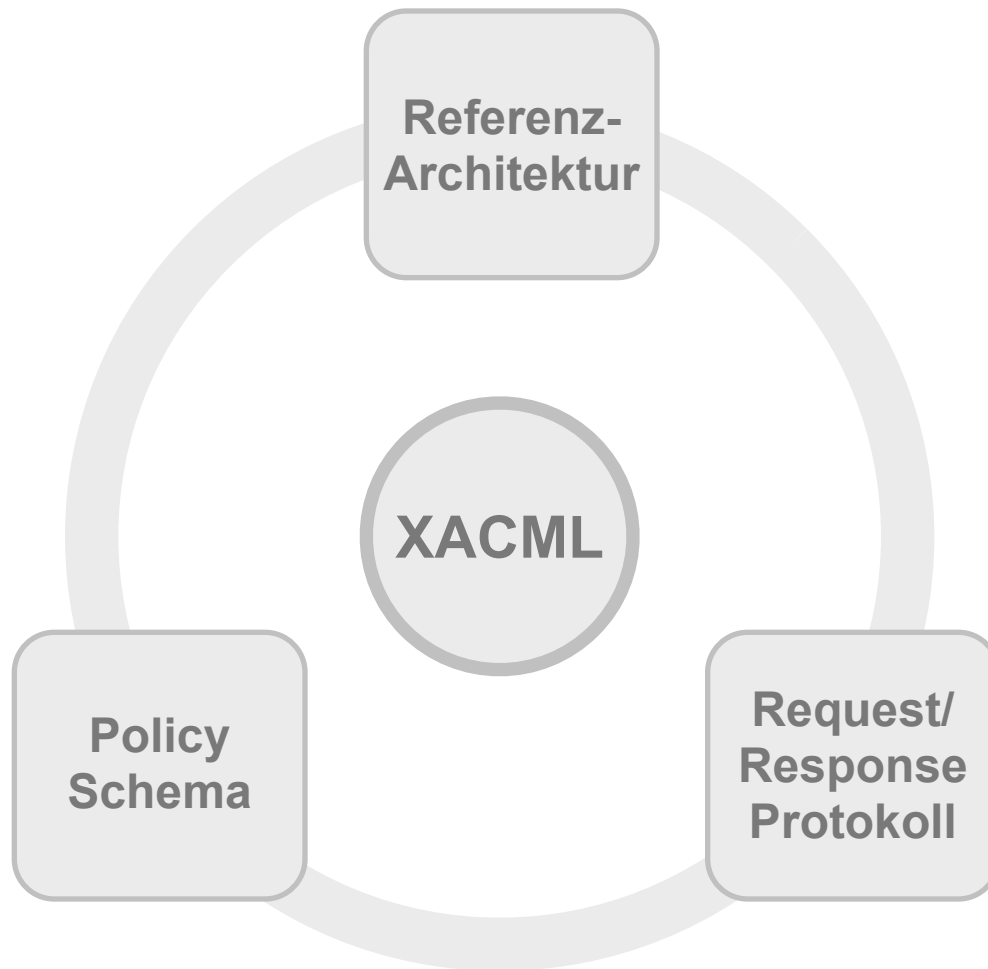 Referenz-
Architektur
XACML
Policy
Schema
Request/
Response
Protokoll